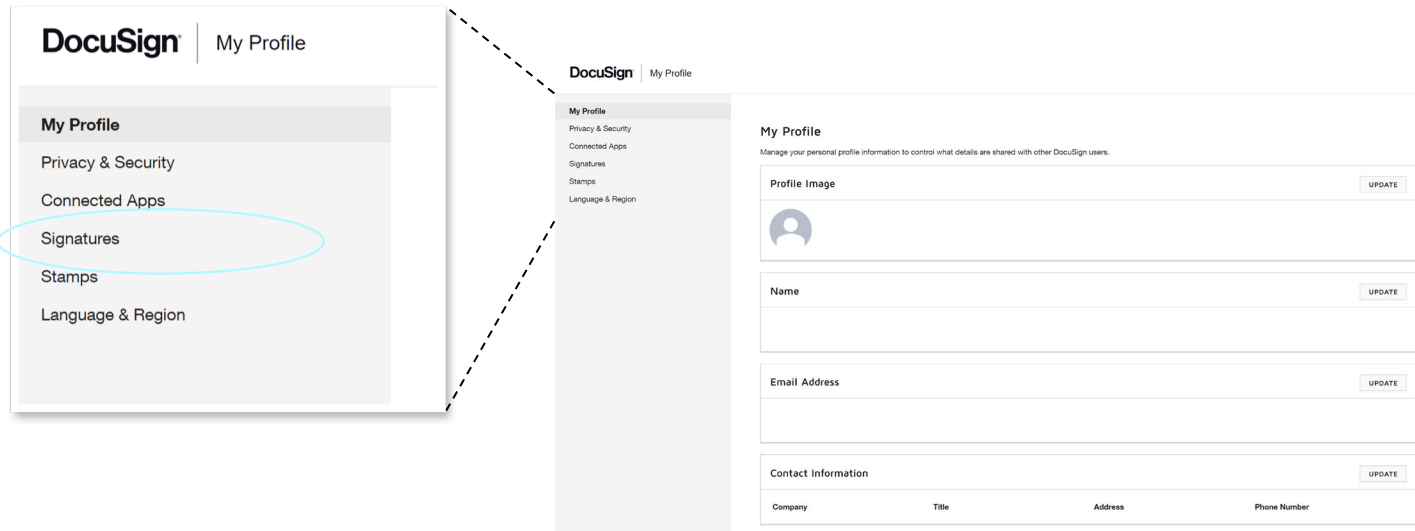 DocuSign | My Profile
My Profile
Privacy & Security
Connected Apps
Signatures
Stamps
Language & Region
DocuSign | My Profile
My Profile
Privacy & Security
Connected Apps
Signatures
Stamps
Language & Region
My Profile
Manage your personal profile information to control what details are shared with other DocuSign users.
Profile Image UPDATE
Name UPDATE
Email Address UPDATE
Contact Information UPDATE
Company Title Address Phone Number